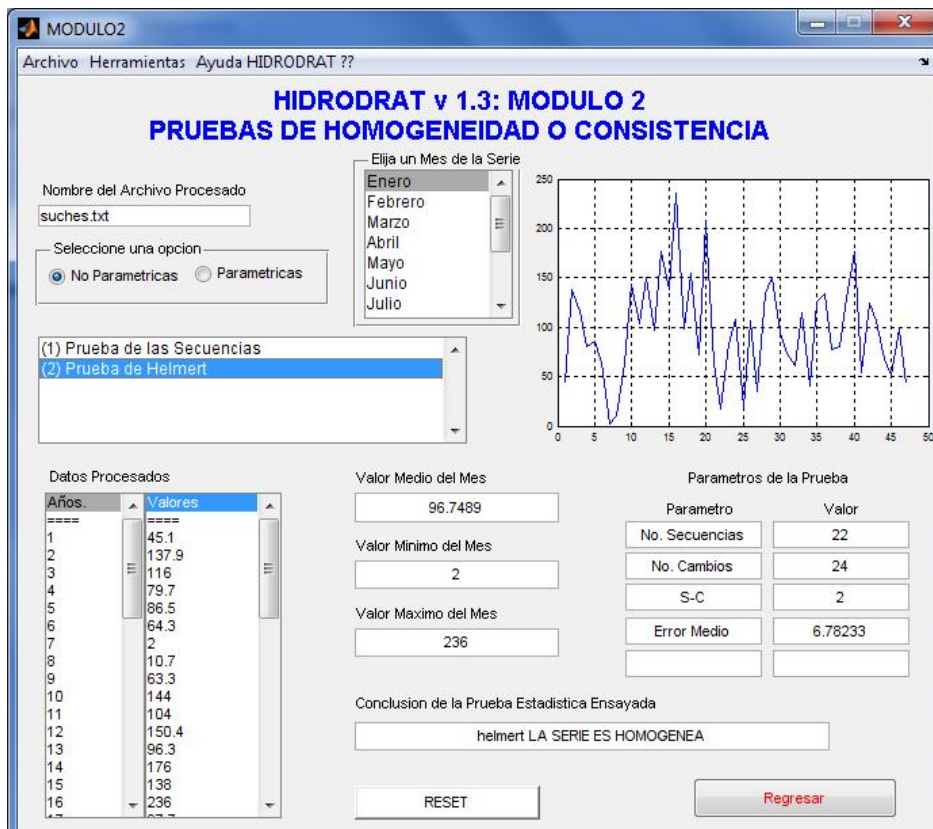 MODULO2
Archivo Herramientas Ayuda HIDRODRAT ??
HIDRODRAT v 1.3: MODULO 2
PRUEBAS DE HOMOGENEIDAD O CONSISTENCIA
Nombre del Archivo Procesado
suches.txt
Seleccione una opcion
No Parametricas Parametricas
Elija un Mes de la Serie
Enero
Febrero
Marzo
Abril
Mayo
Junio
Julio
250
200
150
100
50
0
0 5 10 15 20 25 30 35 40 45 50
(1) Prueba de las Secuencias
(2) Prueba de Helmert
Datos Procesados
Años. Valores
==== ====
1 45.1
2 137.9
3 116
4 79.7
5 86.5
6 64.3
7 2
8 10.7
9 63.3
10 144
11 104
12 150.4
13 96.3
14 176
15 138
16 236
Valor Medio del Mes
96.7489
Valor Minimo del Mes
2
Valor Maximo del Mes
236
Parametros de la Prueba
Parametro Valor
No. Secuencias 22
No. Cambios 24
S-C 2
Error Medio 6.78233
Conclusion de la Prueba Estadistica Ensayada
helmert LA SERIE ES HOMOGENEA
RESET
Regresar